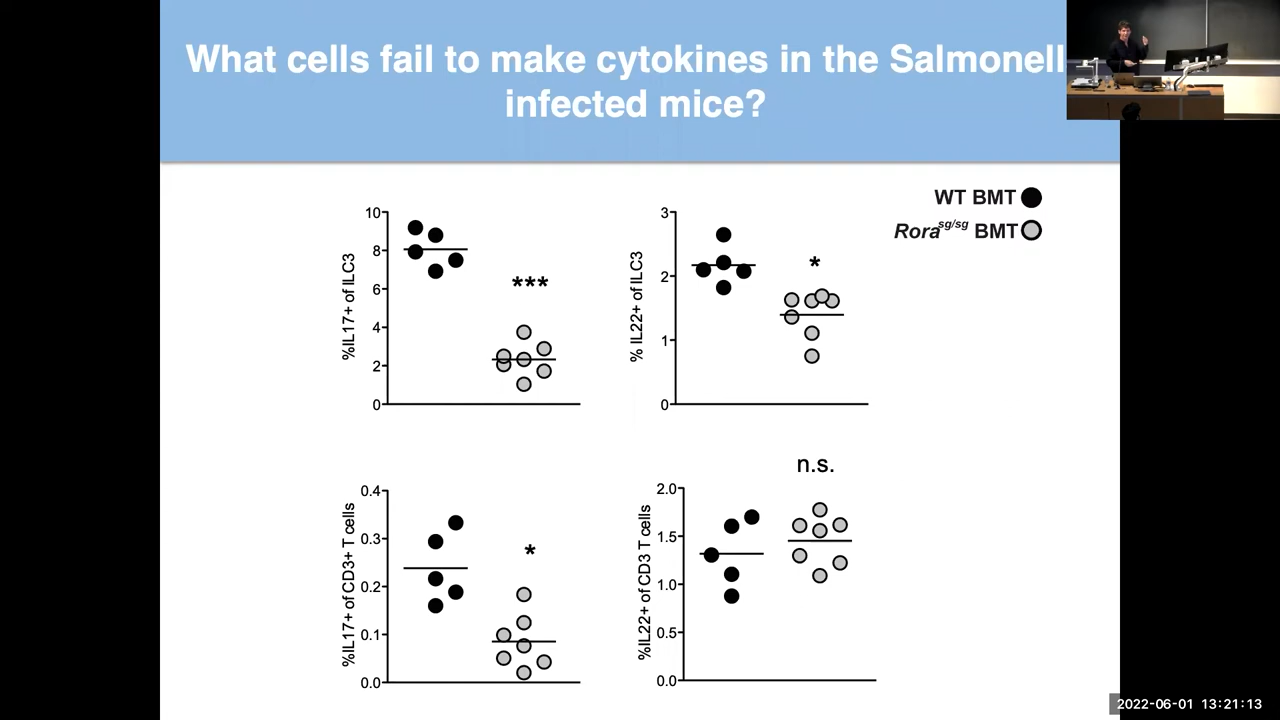 What cells fail to make cytokines in the Salmonell
infected mice?
WT BMT
Rora^sg/sg BMT
%IL17+ of ILC3
10
8
6
4
2
0
***
% IL22+ of ILC3
3
2
1
0
*
%IL17+ of CD3+ T cells
0.4
0.3
0.2
0.1
0.0
*
%IL22+ of CD3 T cells
2.0
1.5
1.0
0.5
0.0
n.s.
2022-06-01 13:21:13